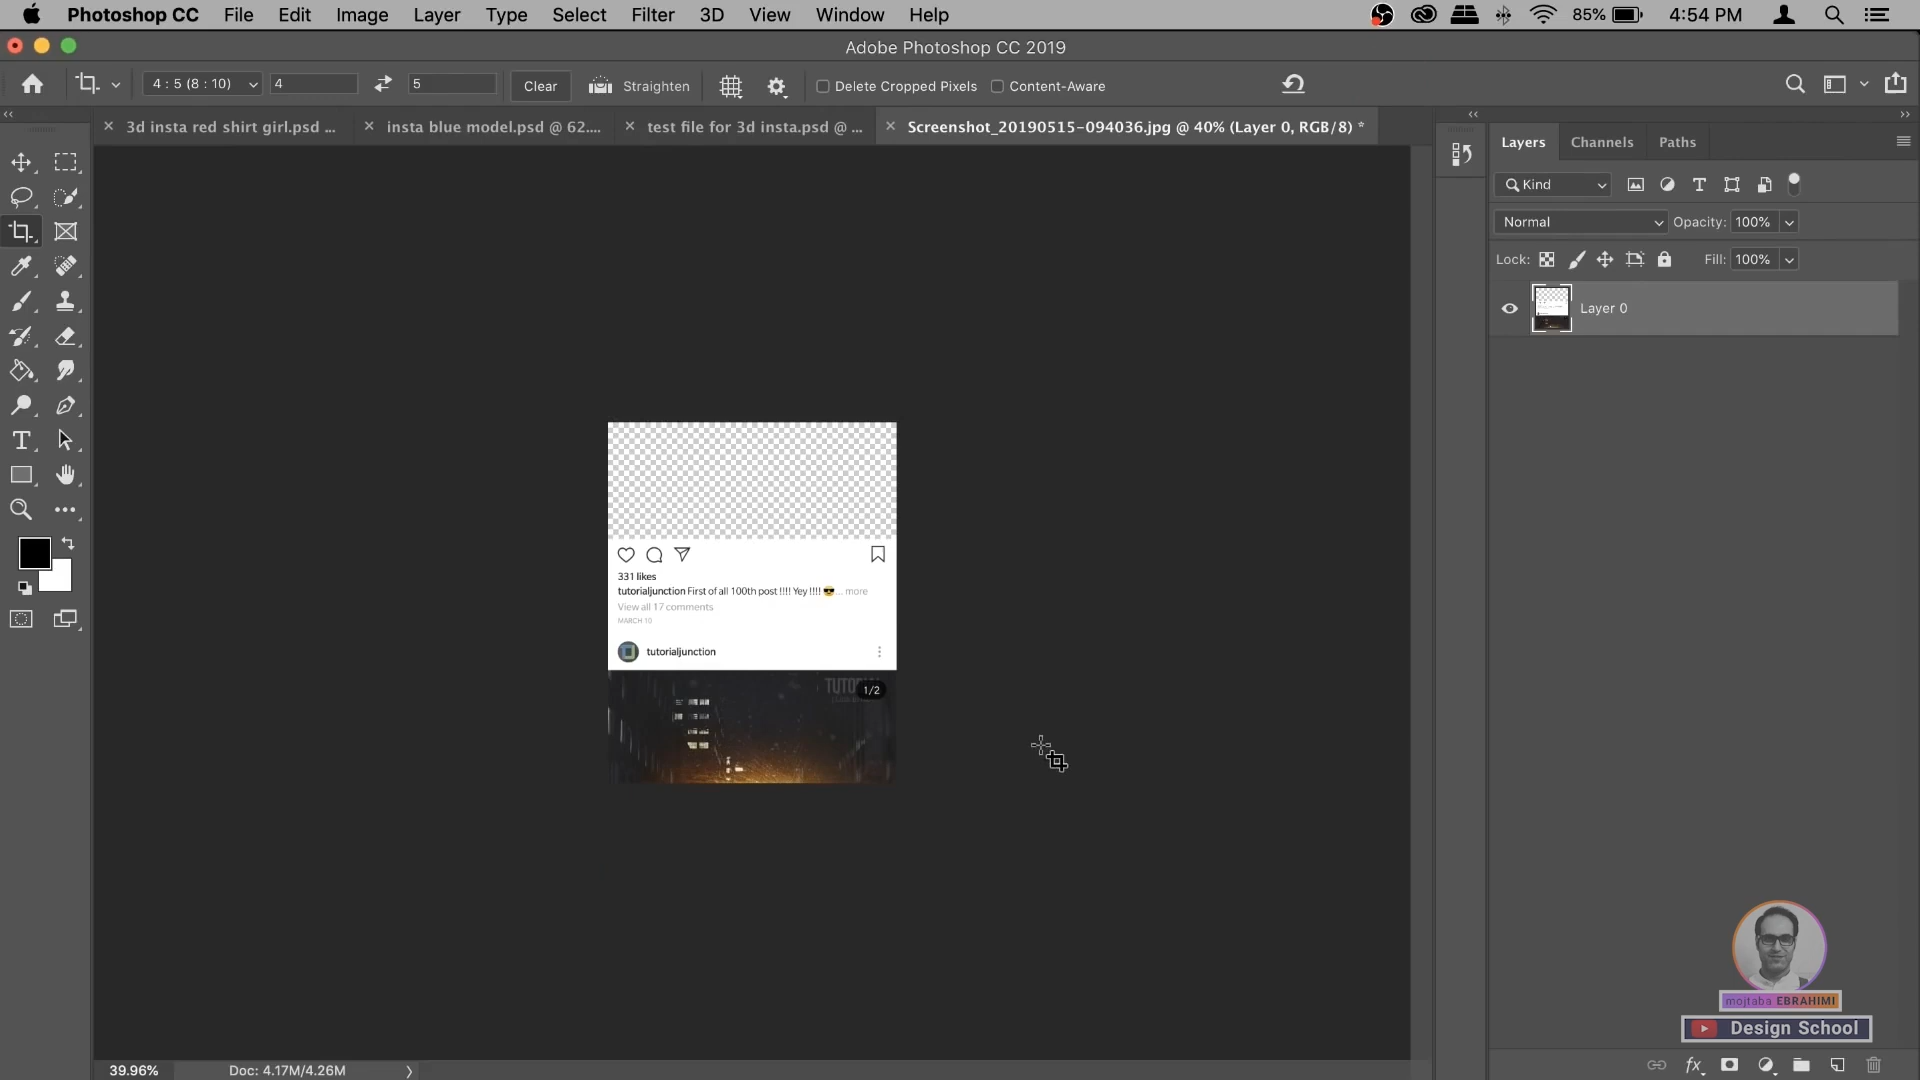 Photoshop CC File Edit Image Layer Type Select Filter 3D View Window Help 85% 4:54 PM
Adobe Photoshop CC 2019
4 : 5 (8 : 10) 4 5 Clear Straighten Delete Cropped Pixels Content-Aware
3d insta red shirt girl.psd ... insta blue model.psd @ 62.... test file for 3d insta.psd @ ... Screenshot_20190515-094036.jpg @ 40% (Layer 0, RGB/8) *
Layers Channels Paths
Kind
Normal Opacity: 100%
Lock: Fill: 100%
Layer 0
331 likes
tutorialjunction First of all 100th post !!!! Yey !!!! 😎... more
View all 17 comments
MARCH 10
tutorialjunction
1/2
mojtaba EBRAHIMI
Design School
39.96% Doc: 4.17M/4.26M